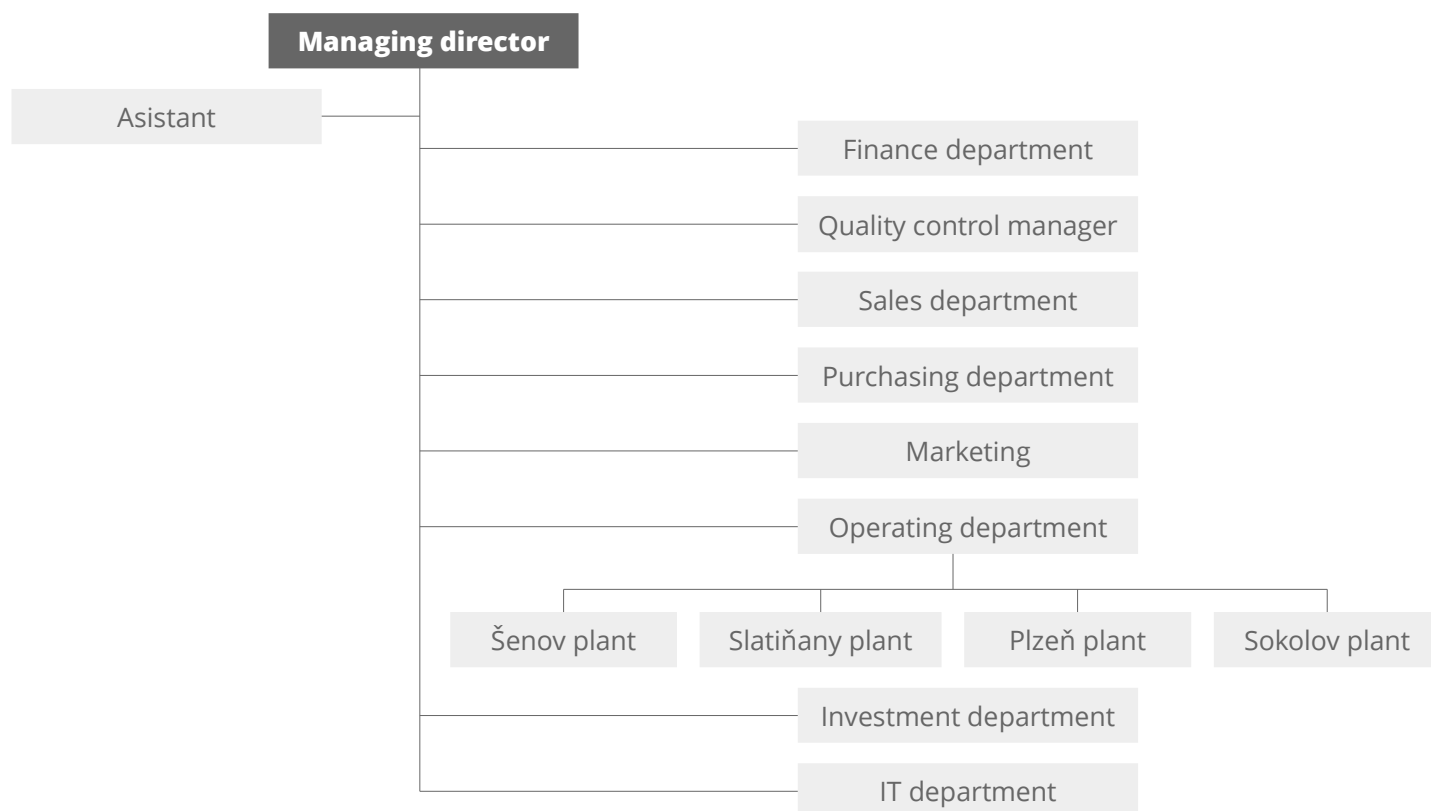 Managing director
Asistant
Finance department
Quality control manager
Sales department
Purchasing department
Marketing
Operating department
Šenov plant
Slatiňany plant
Plzeň plant
Sokolov plant
Investment department
IT department